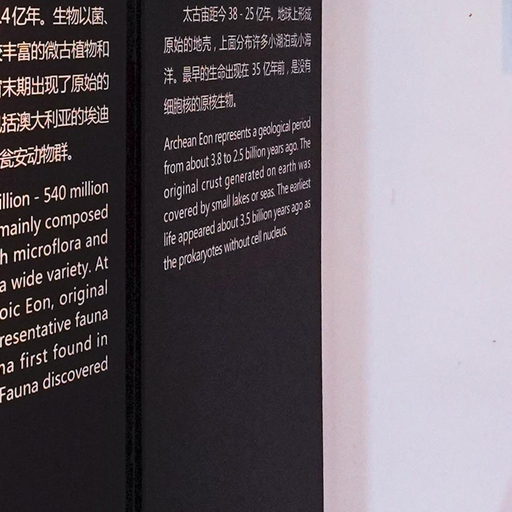 .4亿年。生物以菌、
丰富的微古植物和
末期出现了原始的
括澳大利亚的埃迪
瓮安动物群。
illion - 540 million
mainly composed
h microflora and
a wide variety. At
oic Eon, original
resentative fauna
na first found in
Fauna discovered
太古宙距今 38 - 25 亿年，地球上形成
原始的地壳，上面分布许多小湖泊或小海
洋。最早的生命出现在 35 亿年前，是没有
细胞核的原核生物。
Archean Eon represents a geological period
from about 3.8 to 2.5 billion years ago. The
original crust generated on earth was
covered by small lakes or seas. The earliest
life appeared about 3.5 billion years ago as
the prokaryotes without cell nucleus.